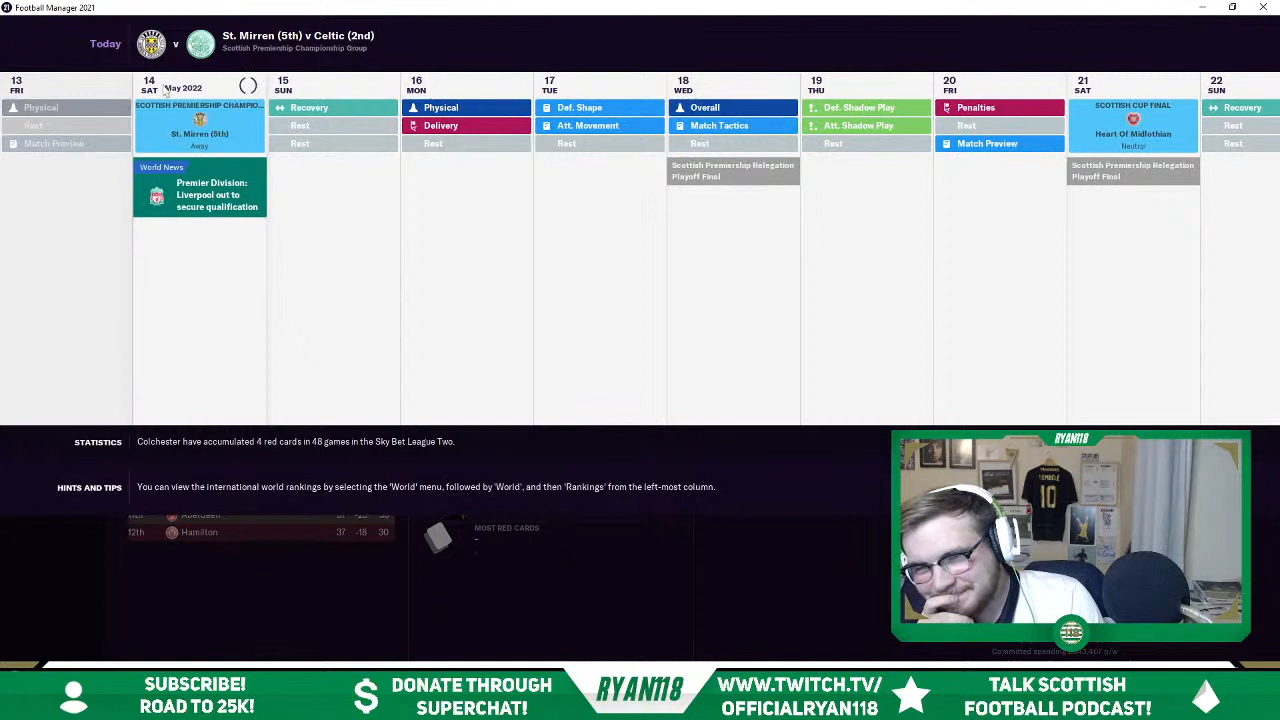 Football Manager 2021
Today
v
St. Mirren (5th) v Celtic (2nd)
Scottish Premiership Championship Group
13
FRI
14
SAT
May 2022
15
SUN
16
MON
17
TUE
18
WED
19
THU
20
FRI
21
SAT
22
SUN
Physical
Rest
Match Preview
SCOTTISH PREMIERSHIP CHAMPIO...
St. Mirren (5th)
Away
World News
Premier Division:
Liverpool out to
secure qualification
Recovery
Rest
Rest
Physical
Delivery
Rest
Def. Shape
Att. Movement
Rest
Overall
Match Tactics
Rest
Scottish Premiership Relegation
Playoff Final
Def. Shadow Play
Att. Shadow Play
Rest
Penalties
Rest
Match Preview
SCOTTISH CUP FINAL
Heart Of Midlothian
Neutral
Scottish Premiership Relegation
Playoff Final
Recovery
Rest
Rest
STATISTICS
Colchester have accumulated 4 red cards in 48 games in the Sky Bet League Two.
HINTS AND TIPS
You can view the international world rankings by selecting the 'World' menu, followed by 'World', and then 'Rankings' from the left-most column.
Aberdeen
12th Hamilton 37 -18 30
MOST RED CARDS
-
RYAN118
10
118
SUBSCRIBE!
ROAD TO 25K!
DONATE THROUGH
SUPERCHAT!
RYAN118
WWW.TWITCH.TV/
OFFICIALRYAN118
TALK SCOTTISH
FOOTBALL PODCAST!